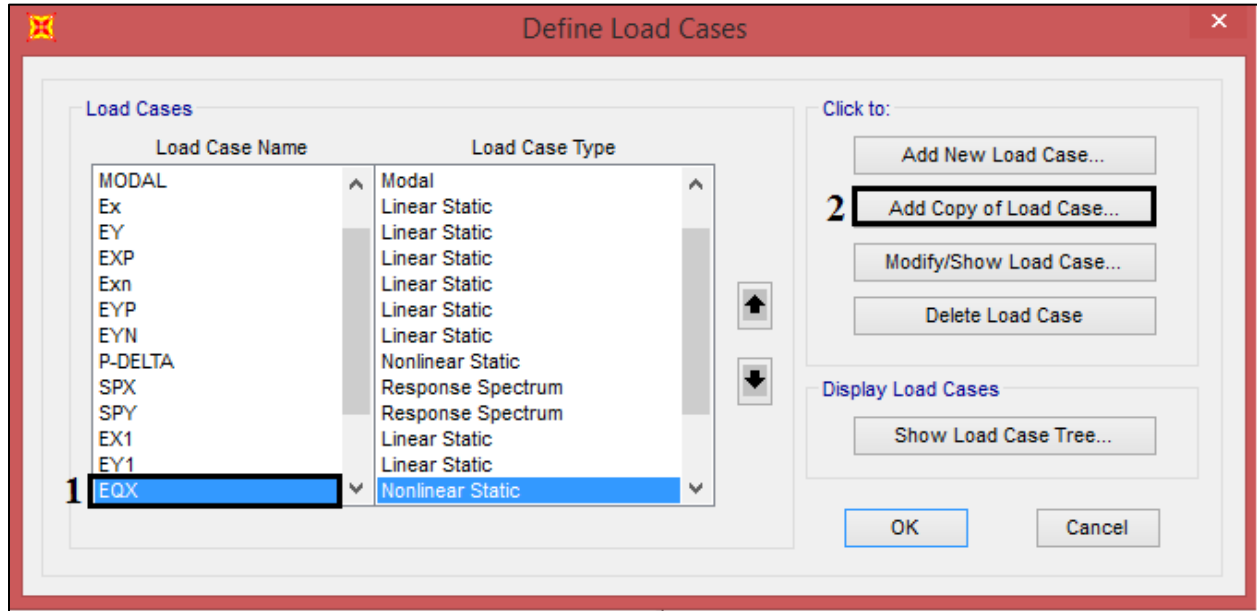 Define Load Cases
Load Cases
Load Case Name Load Case Type
MODAL Modal
Ex Linear Static
EY Linear Static
EXP Linear Static
Exn Linear Static
EYP Linear Static
EYN Linear Static
P-DELTA Nonlinear Static
SPX Response Spectrum
SPY Response Spectrum
EX1 Linear Static
EY1 Linear Static
1 EQX Nonlinear Static
Click to:
Add New Load Case...
2 Add Copy of Load Case...
Modify/Show Load Case...
Delete Load Case
Display Load Cases
Show Load Case Tree...
OK Cancel